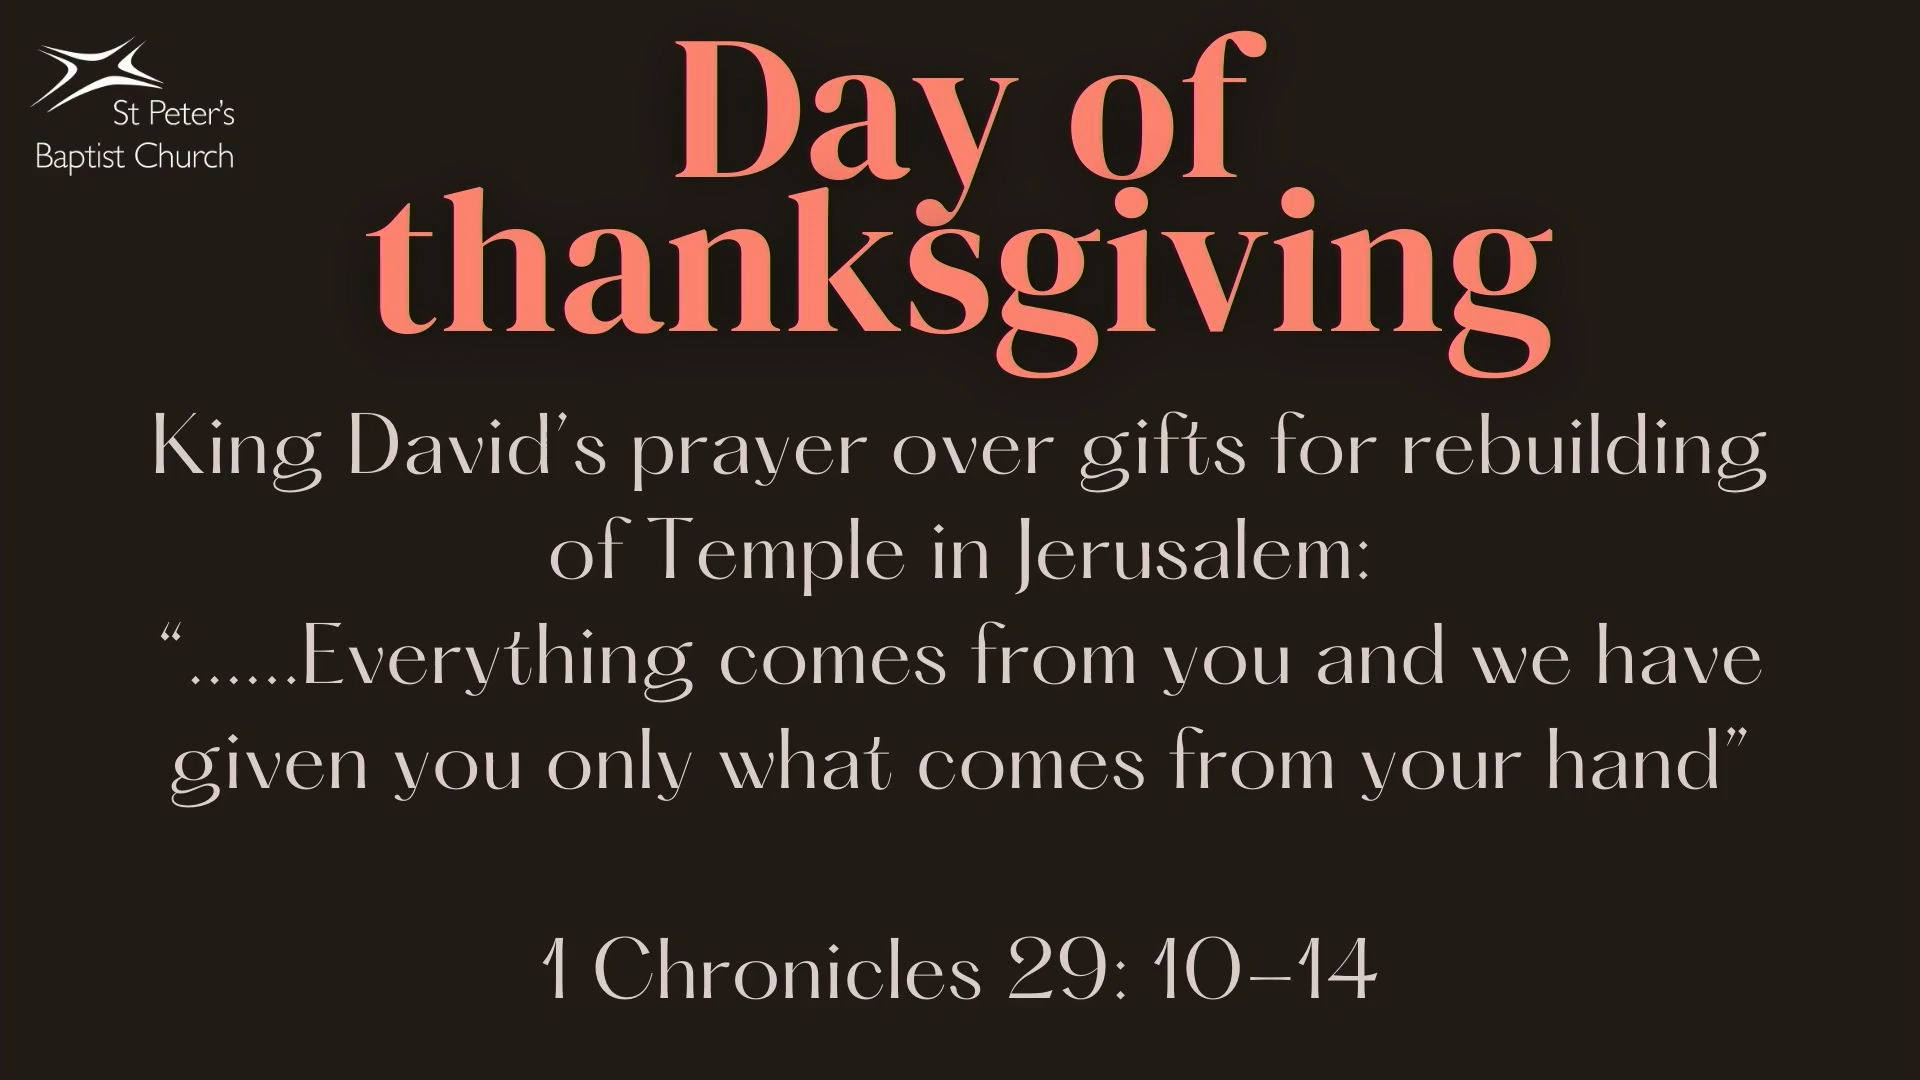 St Peter's
Baptist Church
Day of
thanksgiving
King David's prayer over gifts for rebuilding
of Temple in Jerusalem:
“......Everything comes from you and we have
given you only what comes from your hand”
1 Chronicles 29: 10–14